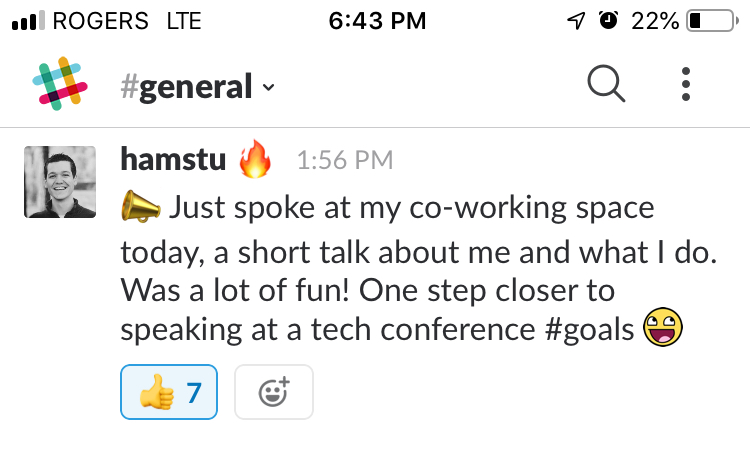 ROGERS LTE 6:43 PM 22%
#general
hamstu 1:56 PM
Just spoke at my co-working space
today, a short talk about me and what I do.
Was a lot of fun! One step closer to
speaking at a tech conference #goals
7